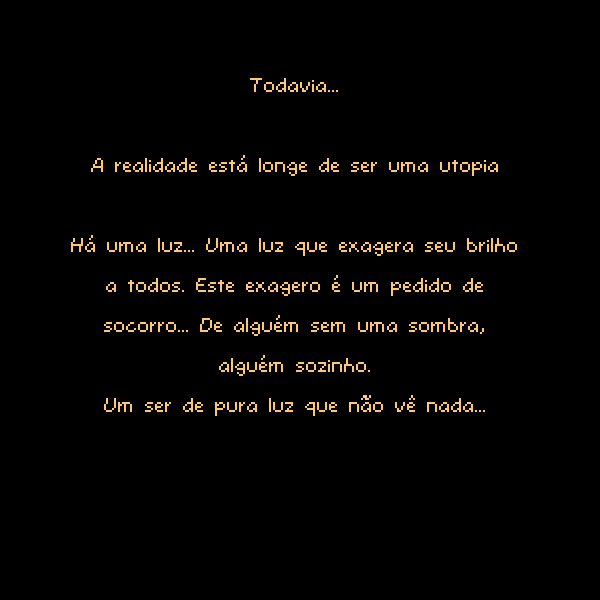 Todavia...
A realidade está longe de ser uma utopia
Há uma luz... Uma luz que exagera seu brilho
a todos. Este exagero é um pedido de
socorro... De alguém sem uma sombra,
alguém sozinho.
Um ser de pura luz que não vê nada...